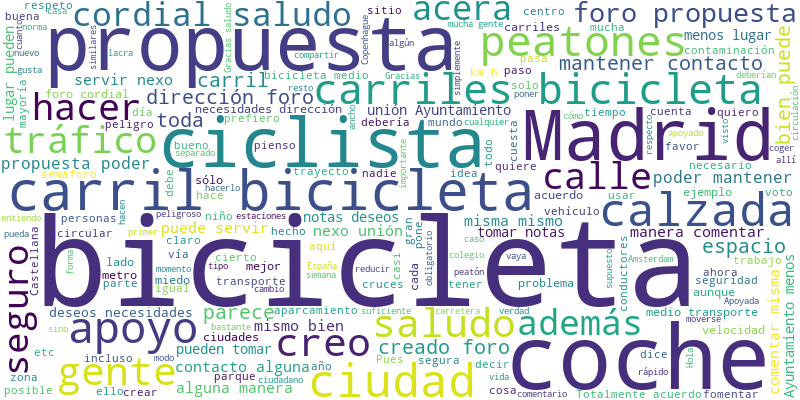 respeto
buena
norma
cuanto
nuevo
gusta
casa
similares
lacra
cordial saludo
Gracias saludo
propuesta
mucha gente
compartir
Copenhague
sitio
algún
acera
centro
carriles
mucha
foro propuesta
peatones
menos lugar
pasa
contaminación
mantener contacto
deberían
circulación
bien puede
lugar pueden
mayoría
servir nexo
carril
bicicleta medio
Gracias
resto
simplemente
km h
paso
solo
poner
foro cordial
hacer
dirección foro
necesidades dirección
carriles bicicleta
día
peligro
toda
prefiero
unión Ayuntamiento
debería
mundo
cualquier
ancho
tiempo
cuesta
cómo
respecto
cuenta
apoyado
quiero
visto
favor
coger
allí
tráfico
bueno
separado
pienso
ciclista
todo
Madrid
propuesta poder
semáforo
trayecto
nadie
importante
idea
quiere
necesario
poder mantener
sólo
hace
carril bicicleta
calle
acuerdo
usar
ejemplo
voto
vehículo
entiendo
debe
hacerlo
hacen
peligroso
estaciones
niño
notas deseos
misma mismo
calzada
personas
pueda
circular
primer
puede servir
hecho
nexo unión
gran
pone
tomar notas
manera comentar
conductores
espacio
Castellana
seguro
claro
vía
momento
cierto
tipo
aquí
España
semana
casi
cada
obligatorio
bicicleta
caso
colegio
peatón
vaya
Amsterdam
supuesto
ahora
seguridad
trabajo
aunque
lado
metro
parte
miedo
igual
mejor
transporte
cambio
reducir
cruces
tener
problema
medio transporte
Apoyada
moverse
velocidad
forma
deseos necesidades
apoyo
parece
aparcamiento
saludo
además
suficiente
carretera
verdad
Hola
comentar misma
Ayuntamiento menos
sino
etc
incluso
bastante
ciudades
mismo bien
creo
creado foro
coche
gente
pueden tomar
contacto alguna
año
Pues
segura
decir
dice
rápido
zona
posible
ello
crear
modo
parque
ciudadano
alguna manera
ciudad
vida
cosa
comentario
Totalmente acuerdo
fomentar